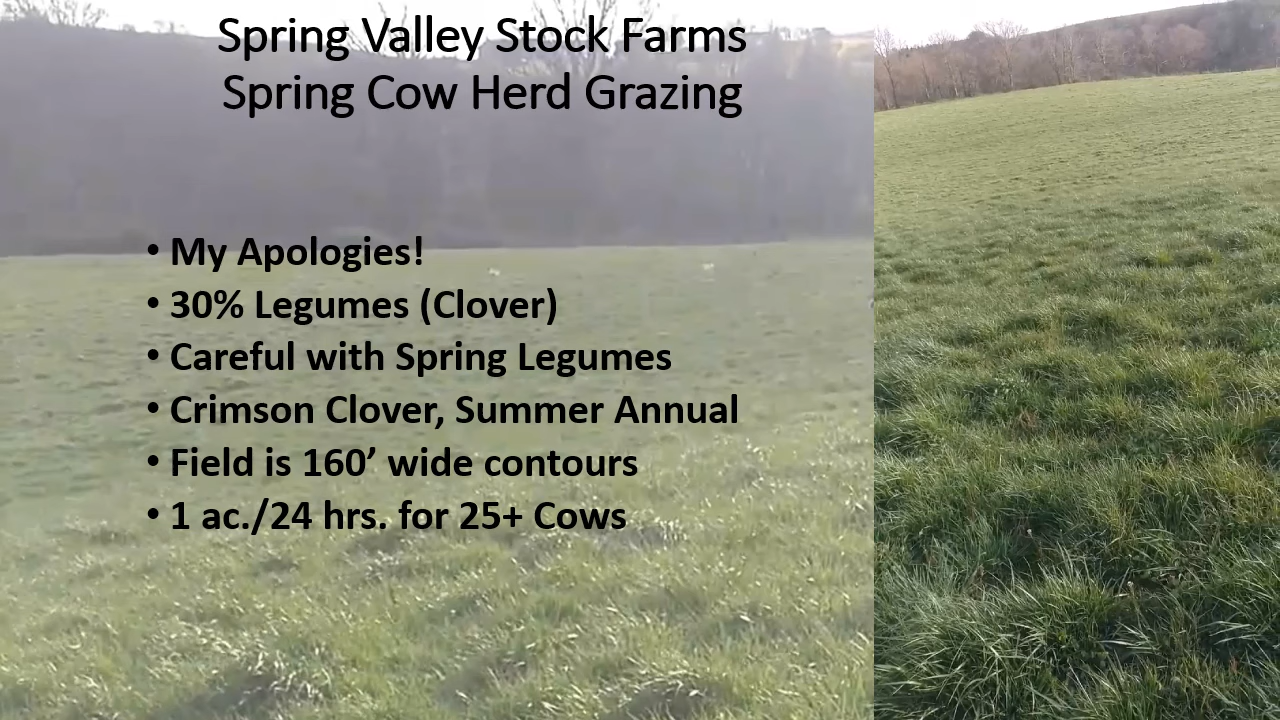 Spring Valley Stock Farms
Spring Cow Herd Grazing
• My Apologies!
• 30% Legumes (Clover)
• Careful with Spring Legumes
• Crimson Clover, Summer Annual
• Field is 160’ wide contours
• 1 ac./24 hrs. for 25+ Cows